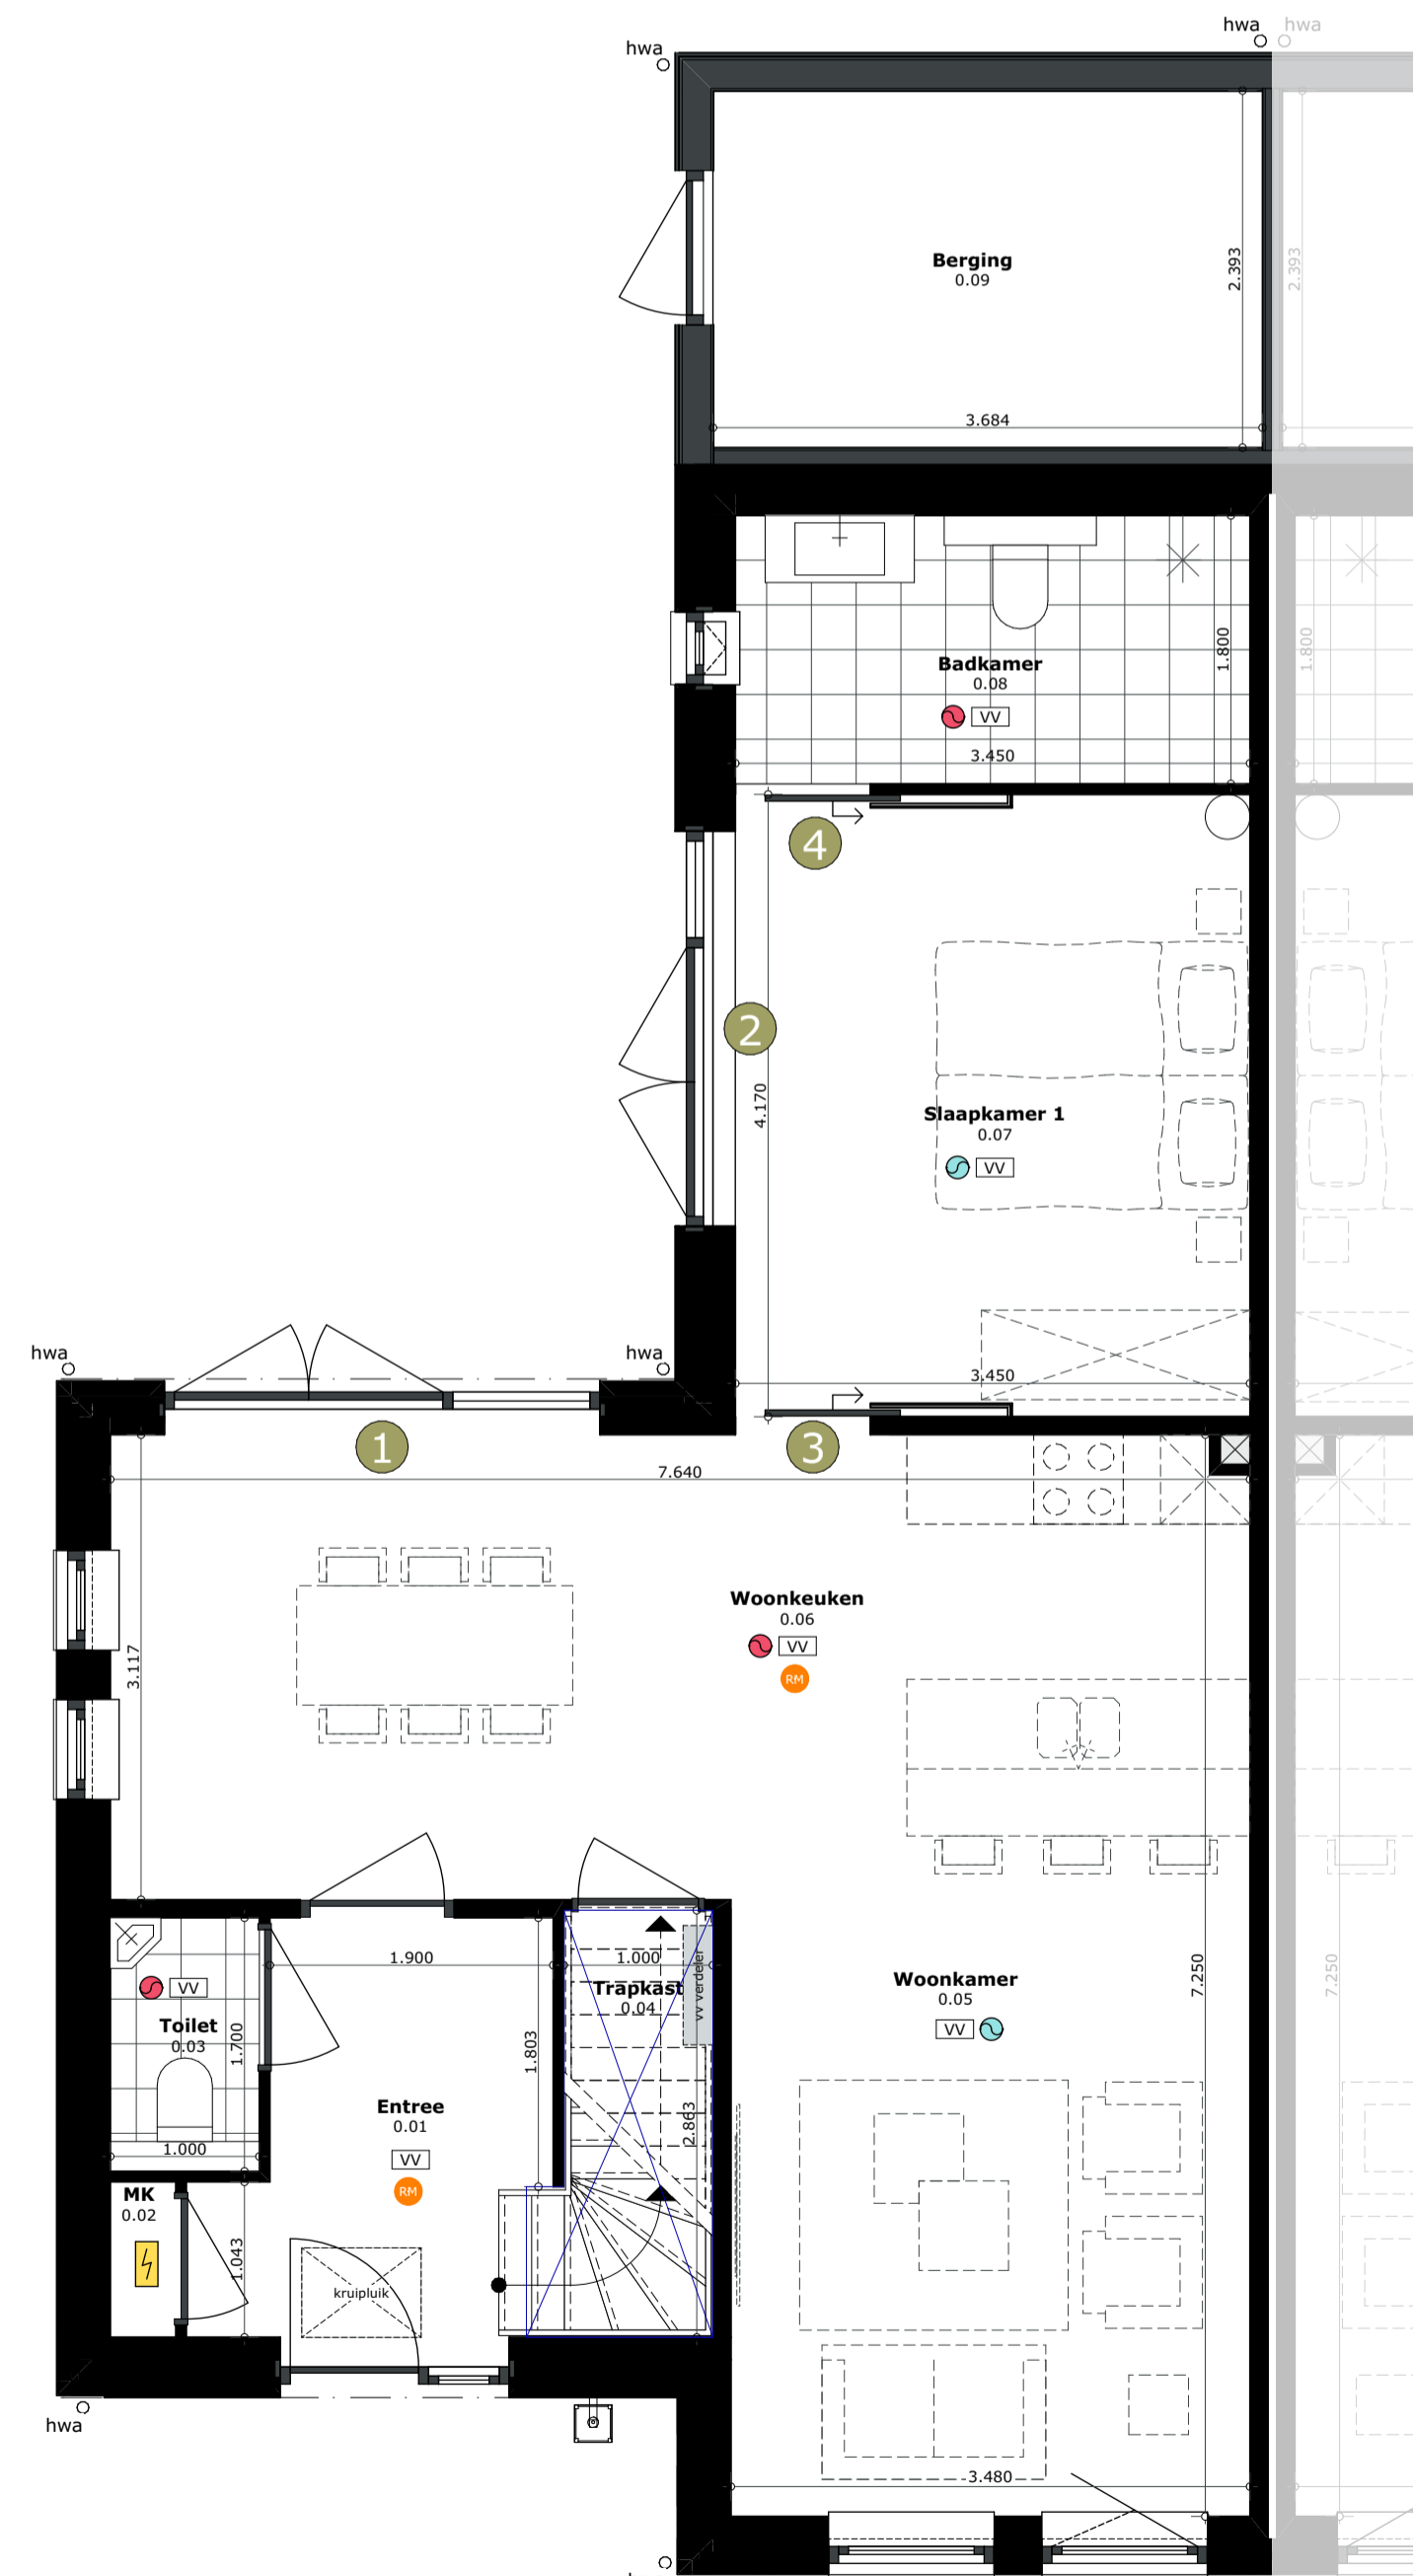 hwa
hwa
hwa
Berging
0.09
2.393
2.393
3.684
Badkamer
0.08
VV
1.800
1.800
3.450
4
2
4.170
Slaapkamer 1
0.07
VV
hwa
hwa
3.450
1
3
7.640
Woonkeuken
0.06
VV
RM
3.117
1.900
1.000
Trapkast
0.04
vv verdeler
VV
Toilet
0.03
1.700
1.803
Woonkamer
0.05
VV
7.250
7.250
Entree
0.01
VV
RM
2.863
1.000
MK
0.02
1.043
kruipluik
hwa
3.480